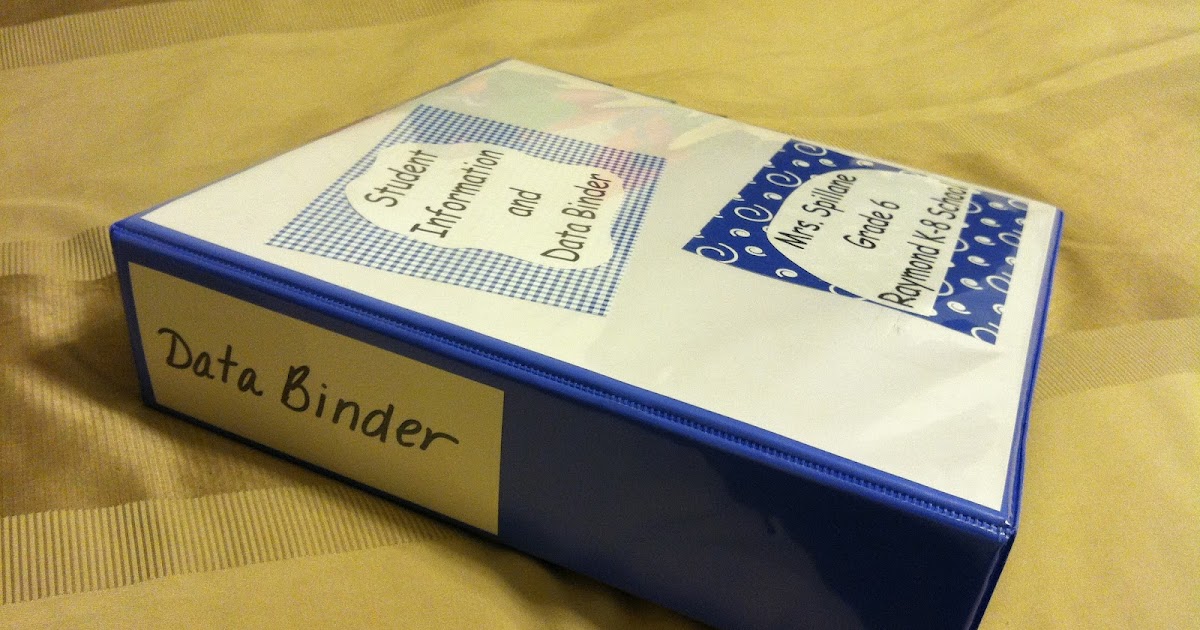 Student
Information
and
Data Binder
Mrs. Spillane
Grade 6
Raymond K-8 School
Data Binder